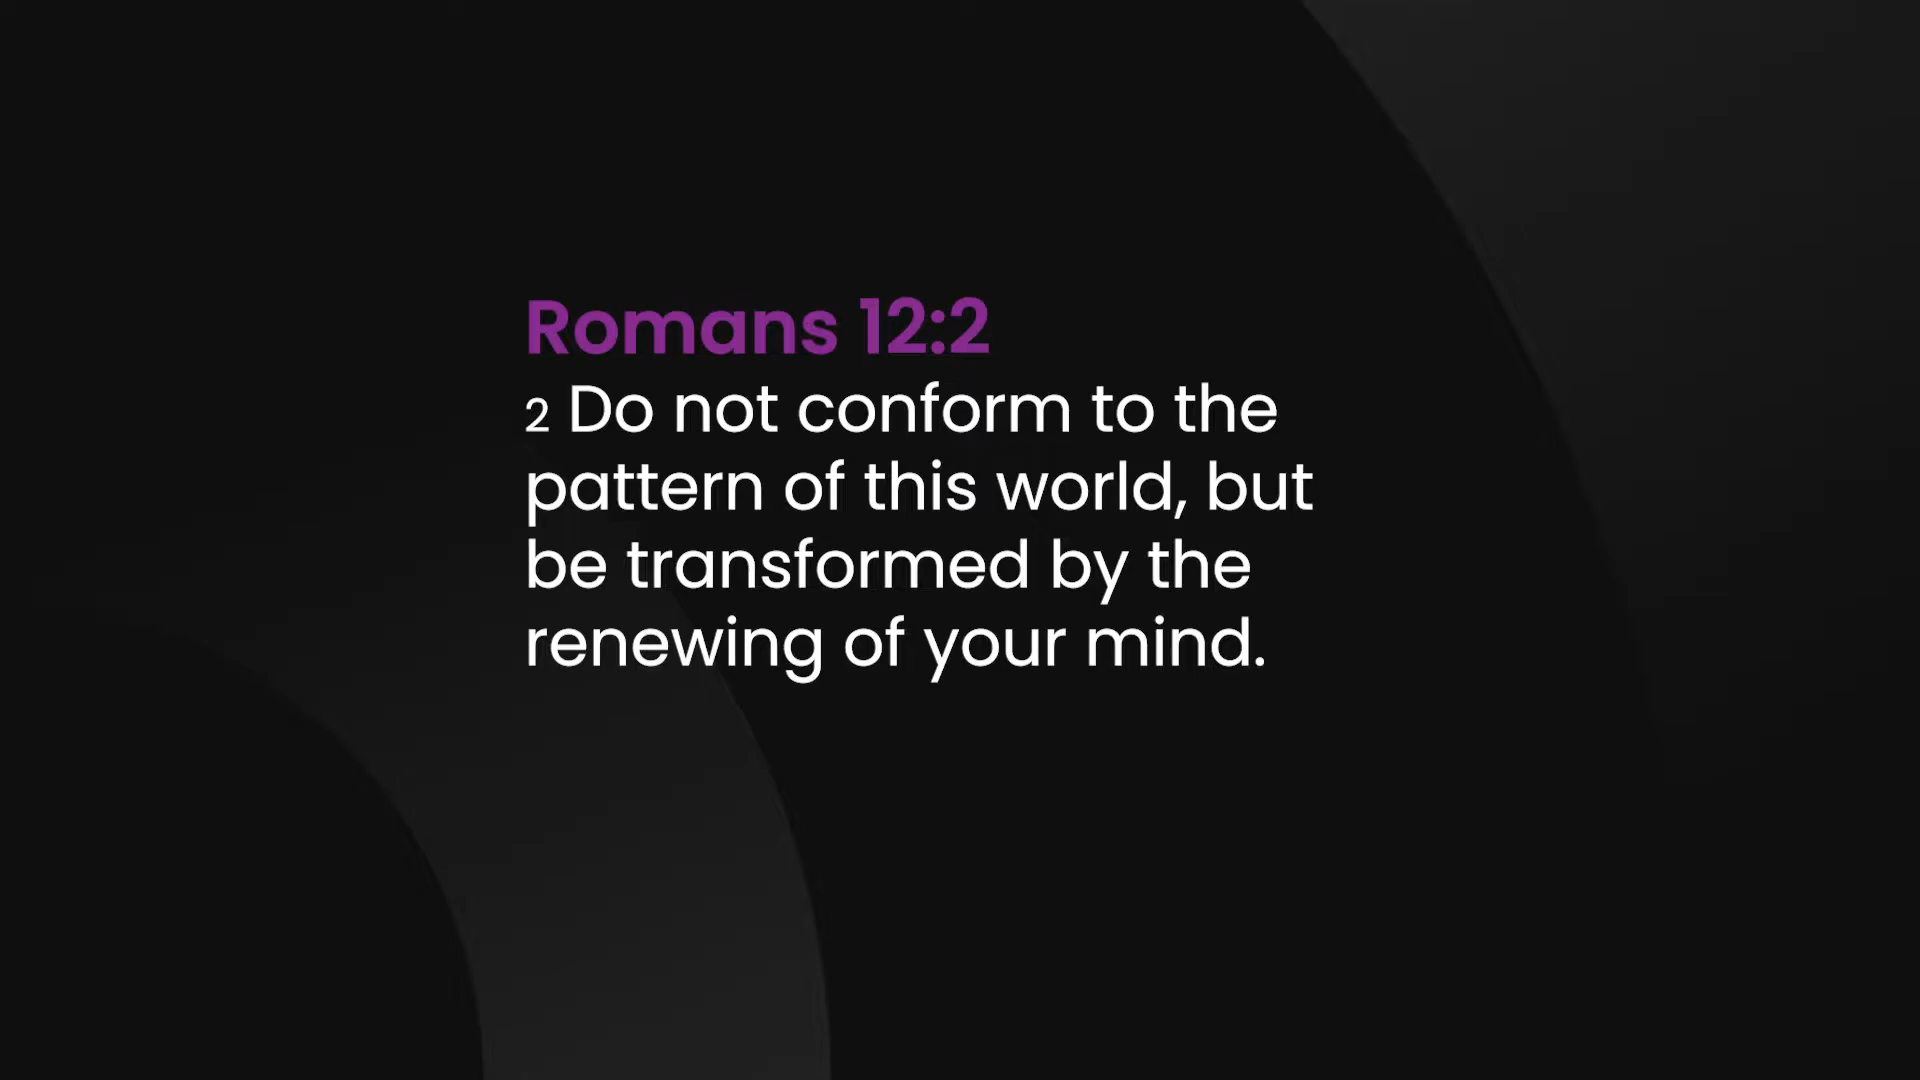 Romans 12:2
2 Do not conform to the
pattern of this world, but
be transformed by the
renewing of your mind.